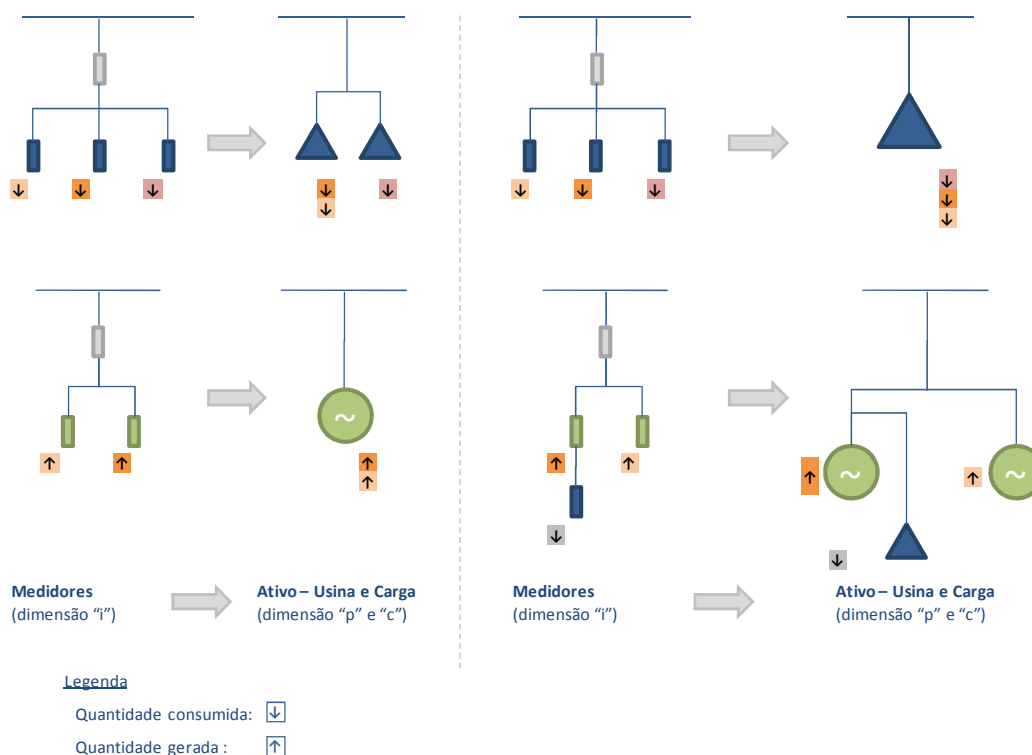 Medidores
(dimensão “i”)
Ativo – Usina e Carga
(dimensão “p” e “c”)
Medidores
(dimensão “i”)
Ativo – Usina e Carga
(dimensão “p” e “c”)
Legenda
Quantidade consumida: ↓
Quantidade gerada : ↑